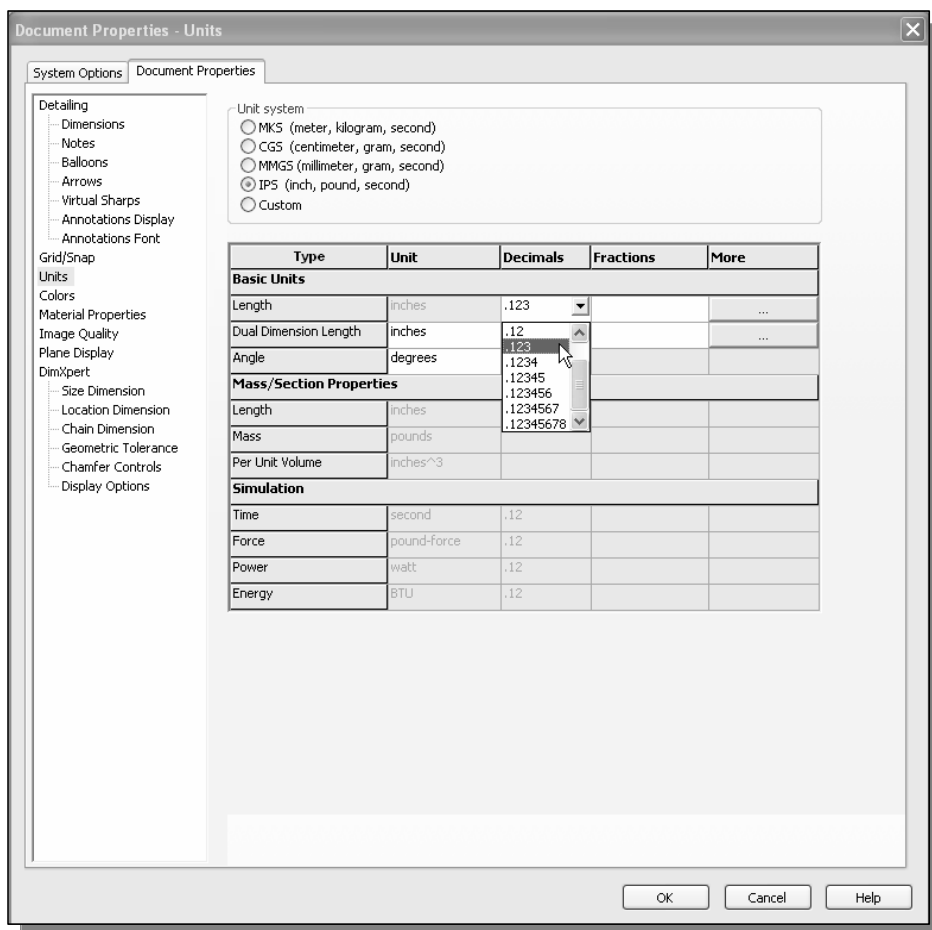 Document Properties - Units
System Options Document Properties
Detailing
Dimensions
Notes
Balloons
Arrows
Virtual Sharps
Annotations Display
Annotations Font
Grid/Snap
Units
Colors
Material Properties
Image Quality
Plane Display
DimXpert
Size Dimension
Location Dimension
Chain Dimension
Geometric Tolerance
Chamfer Controls
Display Options
Unit system
MKS (meter, kilogram, second)
CGS (centimeter, gram, second)
MMGS (millimeter, gram, second)
IPS (inch, pound, second)
Custom
Type Unit Decimals Fractions More
Basic Units
Length inches .123 ...
Dual Dimension Length inches .12 ...
.123
Angle degrees .1234
.12345
Mass/Section Properties .123456
Length inches .1234567
.12345678
Mass pounds
Per Unit Volume inches^3
Simulation
Time second .12
Force pound-force .12
Power watt .12
Energy BTU .12
OK Cancel Help